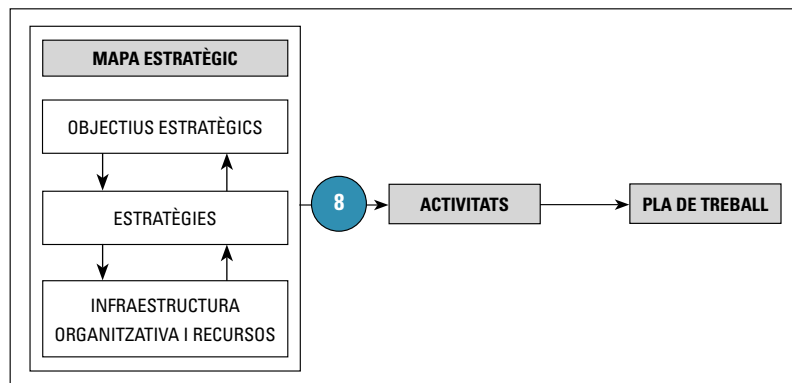 MAPA ESTRATÈGIC
OBJECTIUS ESTRATÈGICS
ESTRATÈGIES
INFRAESTRUCTURA
ORGANITZATIVA I RECURSOS
8
ACTIVITATS
PLA DE TREBALL